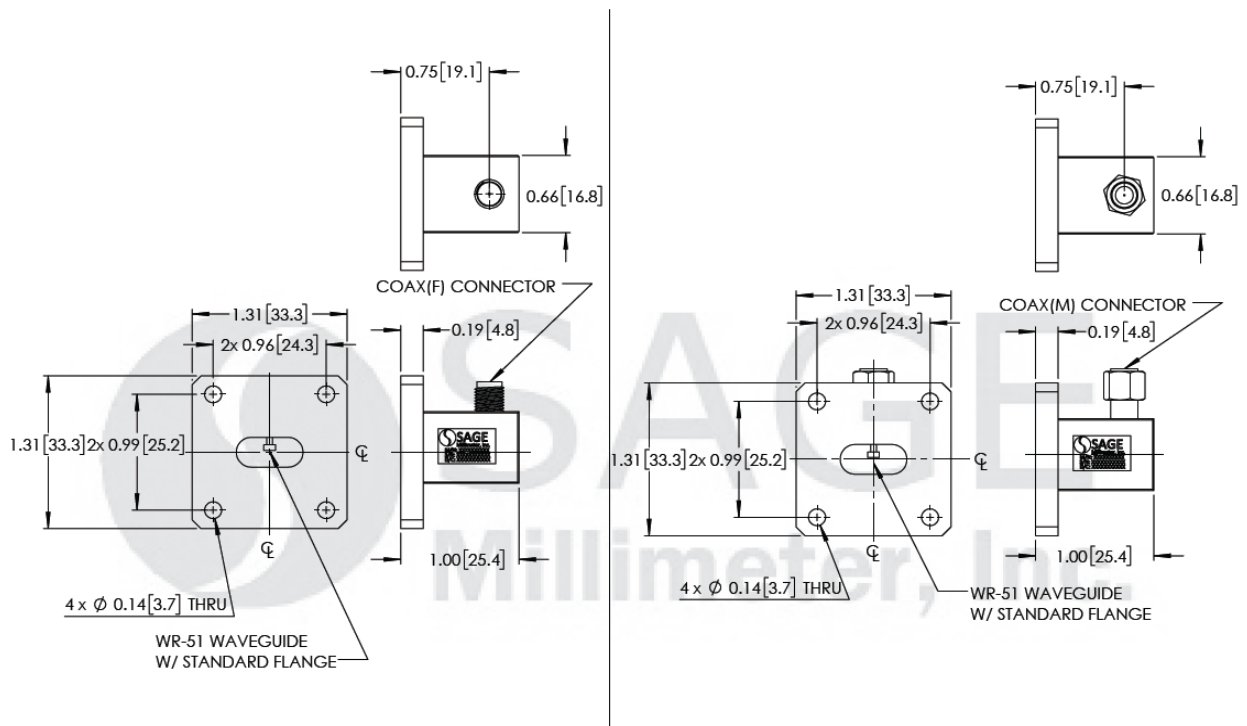 0.75[19.1]
0.66[16.8]
COAX(F) CONNECTOR
1.31[33.3]
0.19[4.8]
2x 0.96[24.3]
1.31[33.3]
2x 0.99[25.2]
SAGE
℄
℄
1.00[25.4]
4 x Ø 0.14[3.7] THRU
WR-51 WAVEGUIDE
W/ STANDARD FLANGE
0.75[19.1]
0.66[16.8]
COAX(M) CONNECTOR
1.31[33.3]
0.19[4.8]
2x 0.96[24.3]
1.31[33.3]
2x 0.99[25.2]
SAGE
℄
℄
1.00[25.4]
4 x Ø 0.14[3.7] THRU
WR-51 WAVEGUIDE
W/ STANDARD FLANGE
SAGE
Millimeter, Inc.